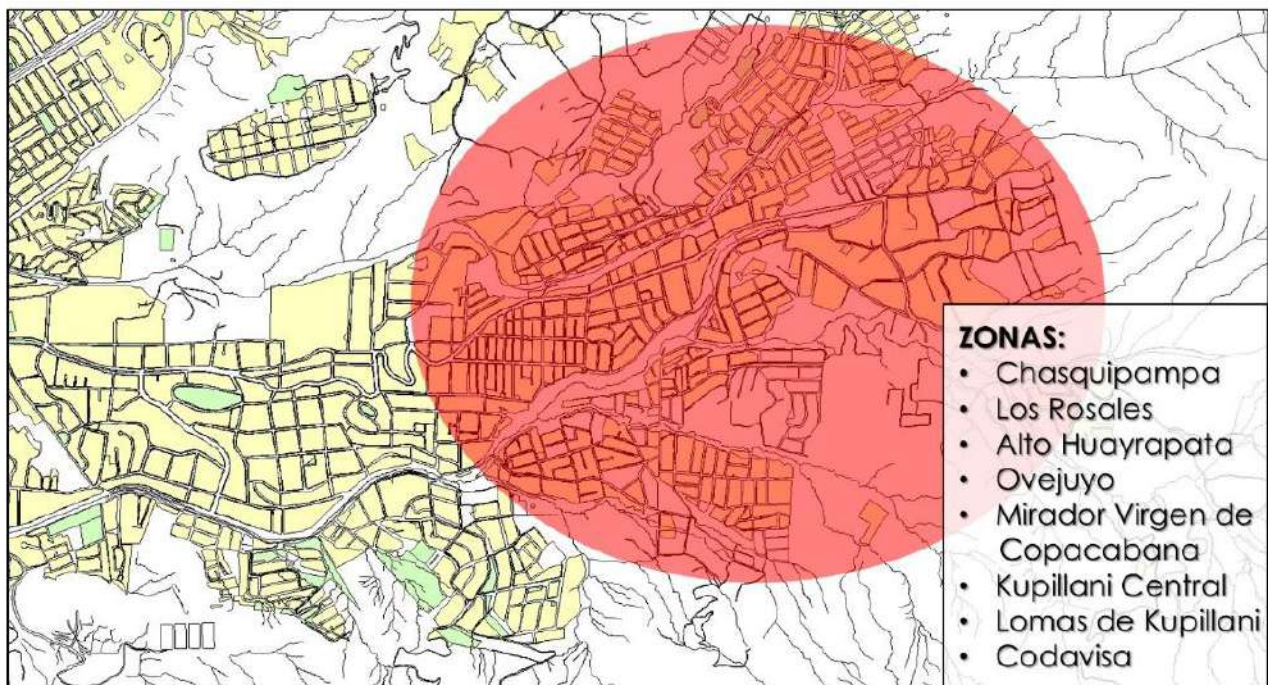 ZONAS:
• Chasquipampa
• Los Rosales
• Alto Huayrapata
• Ovejuyo
• Mirador Virgen de
Copacabana
• Kupillani Central
• Lomas de Kupillani
• Codavisa